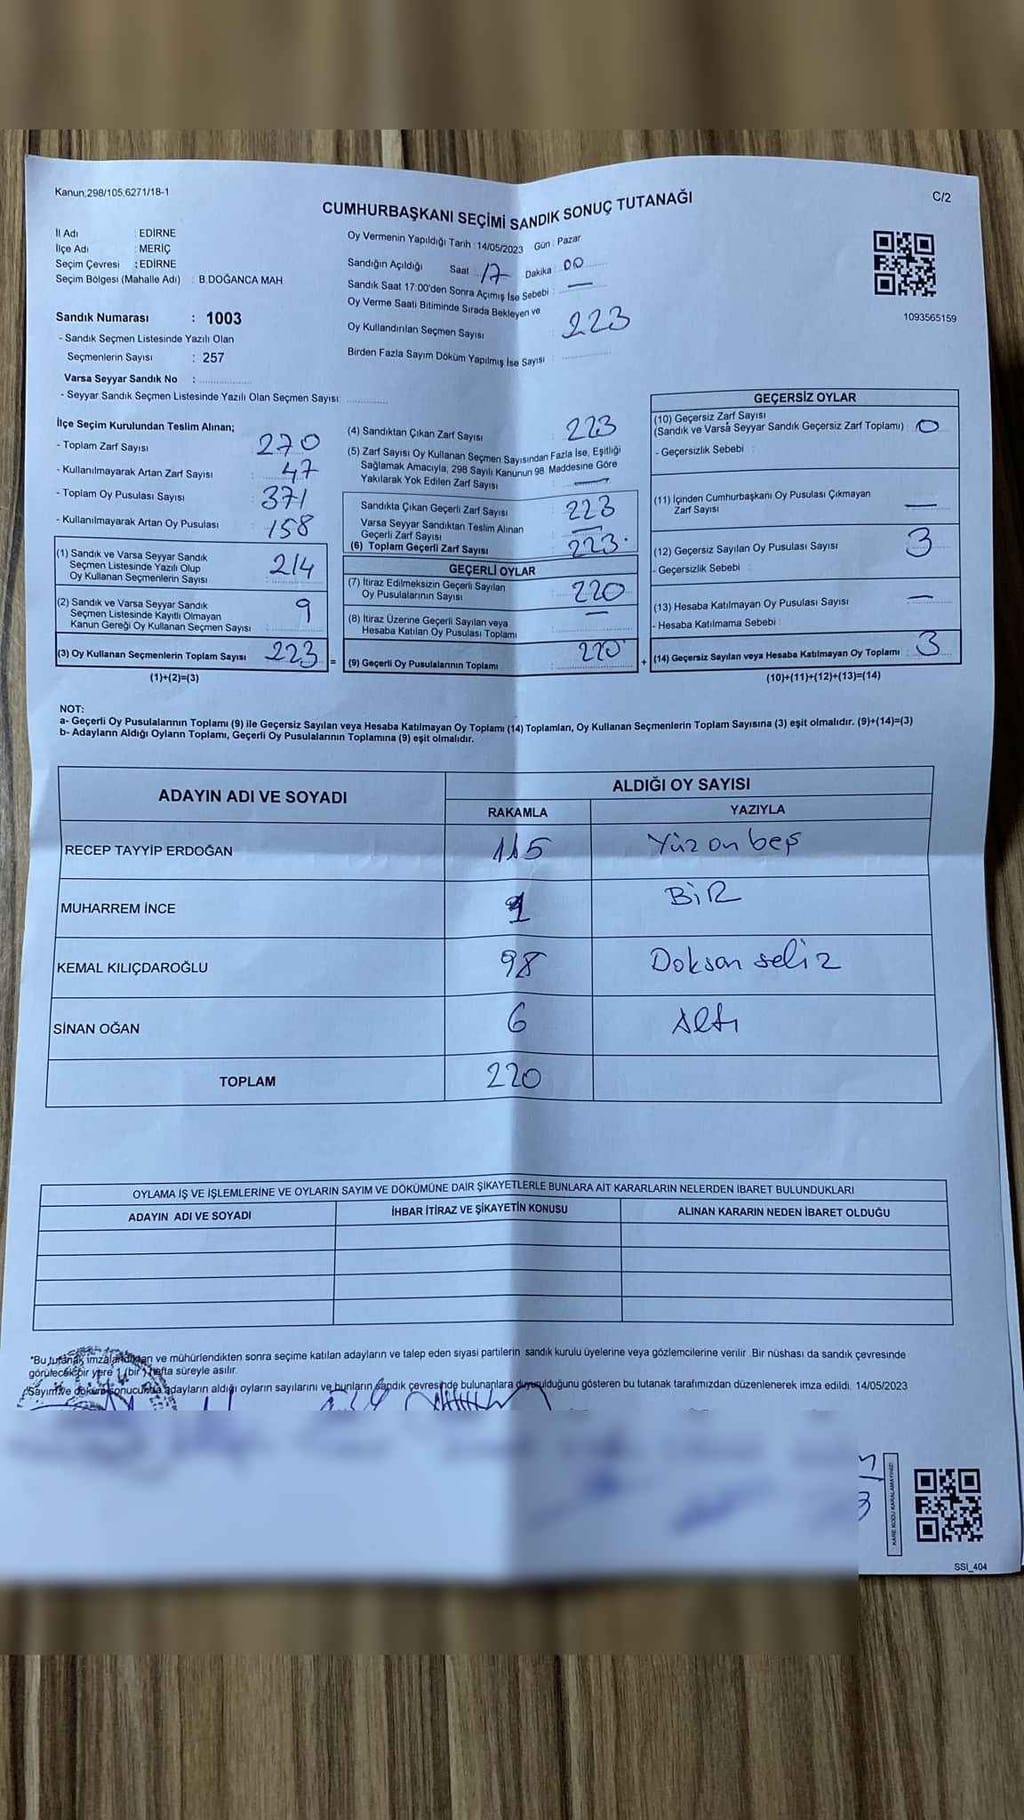 Kanun.298/105,6271/18-1
C/2
CUMHURBAŞKANI SEÇİMİ SANDIK SONUÇ TUTANAĞI
İl Adı : EDİRNE
İlçe Adı : MERİÇ
Seçim Çevresi : EDİRNE
Seçim Bölgesi (Mahalle Adı) : B.DOĞANCA MAH
Sandık Numarası : 1003
- Sandık Seçmen Listesinde Yazılı Olan
Seçmenlerin Sayısı : 257
Varsa Seyyar Sandık No :
- Seyyar Sandık Seçmen Listesinde Yazılı Olan Seçmen Sayısı:
Oy Vermenin Yapıldığı Tarih : 14/05/2023 Gün : Pazar
Sandığın Açıldığı Saat 17 Dakika : 00
Sandık Saat 17:00'den Sonra Açımış İse Sebebi : —
Oy Verme Saati Bitiminde Sırada Bekleyen ve
Oy Kullandırılan Seçmen Sayısı : 223
Birden Fazla Sayım Döküm Yapılmış İse Sayısı :
1093565159
İlçe Seçim Kurulundan Teslim Alınan;
- Toplam Zarf Sayısı : 270
- Kullanılmayarak Artan Zarf Sayısı : 47
- Toplam Oy Pusulası Sayısı : 371
- Kullanılmayarak Artan Oy Pusulası : 158
(1) Sandık ve Varsa Seyyar Sandık
Seçmen Listesinde Yazılı Olup
Oy Kullanan Seçmenlerin Sayısı : 214
(2) Sandık ve Varsa Seyyar Sandık
Seçmen Listesinde Kayıtlı Olmayan
Kanun Gereği Oy Kullanan Seçmen Sayısı : 9
(3) Oy Kullanan Seçmenlerin Toplam Sayısı : 223 =
(1)+(2)=(3)
(4) Sandıktan Çıkan Zarf Sayısı : 223
(5) Zarf Sayısı Oy Kullanan Seçmen Sayısından Fazla İse, Eşitliği
Sağlamak Amacıyla, 298 Sayılı Kanunun 98. Maddesine Göre
Yakılarak Yok Edilen Zarf Sayısı : —
Sandıkta Çıkan Geçerli Zarf Sayısı : 223
Varsa Seyyar Sandıktan Teslim Alınan
Geçerli Zarf Sayısı : —
(6) Toplam Geçerli Zarf Sayısı : 223
GEÇERLİ OYLAR
(7) İtiraz Edilmeksizin Geçerli Sayılan
Oy Pusulalarının Sayısı : 220
(8) İtiraz Üzerine Geçerli Sayılan veya
Hesaba Katılan Oy Pusulası Toplamı : —
(9) Geçerli Oy Pusulalarının Toplamı : 220 +
GEÇERSİZ OYLAR
(10) Geçersiz Zarf Sayısı
(Sandık ve Varsa Seyyar Sandık Geçersiz Zarf Toplamı) : 0
- Geçersizlik Sebebi :
(11) İçinden Cumhurbaşkanı Oy Pusulası Çıkmayan
Zarf Sayısı : —
(12) Geçersiz Sayılan Oy Pusulası Sayısı : 3
- Geçersizlik Sebebi :
(13) Hesaba Katılmayan Oy Pusulası Sayısı : —
- Hesaba Katılmama Sebebi :
(14) Geçersiz Sayılan veya Hesaba Katılmayan Oy Toplamı : 3
(10)+(11)+(12)+(13)=(14)
NOT:
a- Geçerli Oy Pusulalarının Toplamı (9) ile Geçersiz Sayılan veya Hesaba Katılmayan Oy Toplamı (14) Toplamları, Oy Kullanan Seçmenlerin Toplam Sayısına (3) eşit olmalıdır. (9)+(14)=(3)
b- Adayların Aldığı Oyların Toplamı, Geçerli Oy Pusulalarının Toplamına (9) eşit olmalıdır.
ADAYIN ADI VE SOYADI ALDIĞI OY SAYISI
RAKAMLA YAZIYLA
RECEP TAYYİP ERDOĞAN 115 Yüz on beş
MUHARREM İNCE 1 BİR
KEMAL KILIÇDAROĞLU 98 Doksan sekiz
SİNAN OĞAN 6 Altı
TOPLAM 220
OYLAMA İŞ VE İŞLEMLERİNE VE OYLARIN SAYIM VE DÖKÜMÜNE DAİR ŞİKAYETLERLE BUNLARA AİT KARARLARIN NELERDEN İBARET BULUNDUKLARI
ADAYIN ADI VE SOYADI İHBAR İTİRAZ VE ŞİKAYETİN KONUSU ALINAN KARARIN NEDEN İBARET OLDUĞU
*Bu tutanak imzalandıktan ve mühürlendikten sonra seçime katılan adayların ve talep eden siyasi partilerin sandık kurulu üyelerine veya gözlemcilerine verilir. Bir nüshası da sandık çevresinde
görülecek bir yere 1 (bir) hafta süreyle asılır.
Sayım ve döküm sonucunda adayların aldığı oyların sayılarını ve bunların sandık çevresinde bulunanlara duyurulduğunu gösteren bu tutanak tarafımızdan düzenlenerek imza edildi. 14/05/2023
KARE KODU KARALAMAYINIZ!
SSI_404